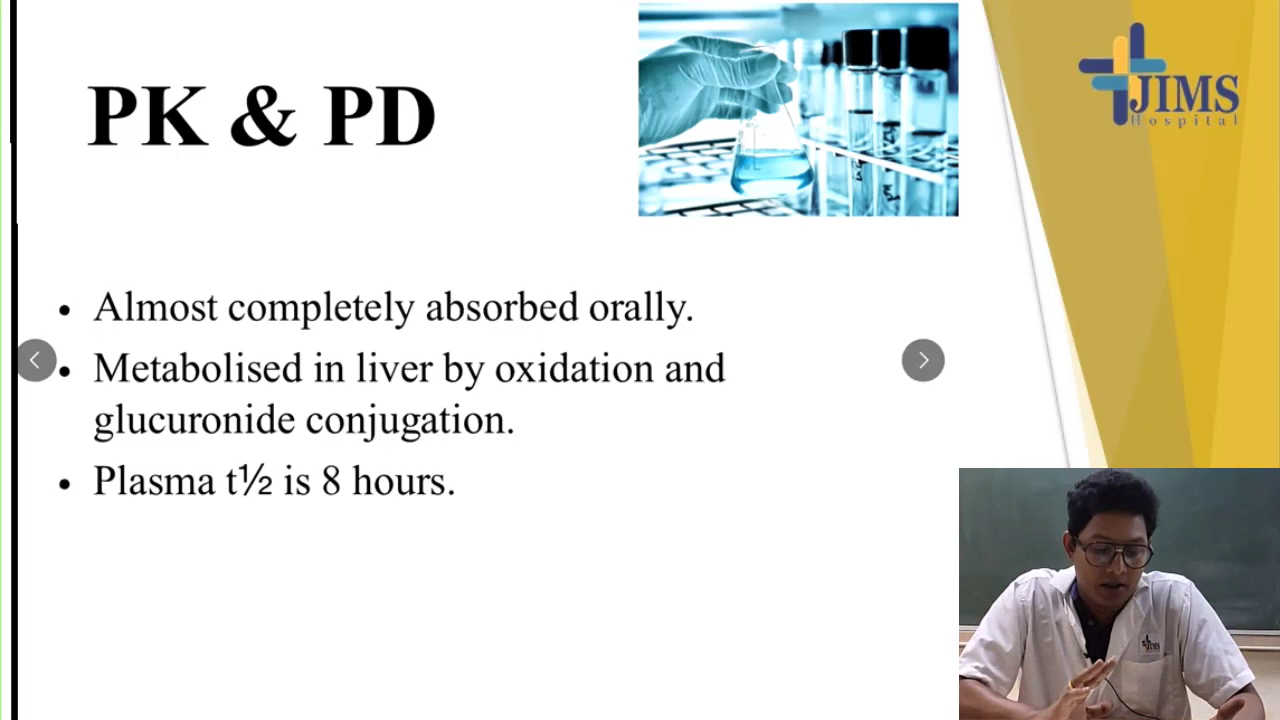 PK & PD
JIMS
Hospital
• Almost completely absorbed orally.
• Metabolised in liver by oxidation and
glucuronide conjugation.
• Plasma t½ is 8 hours.
JIMS